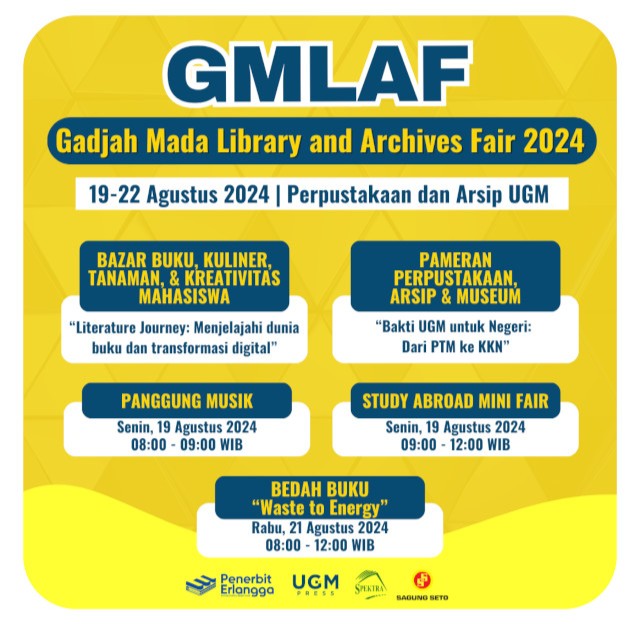 GMLAF
Gadjah Mada Library and Archives Fair 2024
19-22 Agustus 2024 | Perpustakaan dan Arsip UGM
BAZAR BUKU, KULINER,
TANAMAN, & KREATIVITAS
MAHASISWA
“Literature Journey: Menjelajahi dunia
buku dan transformasi digital”
PAMERAN
PERPUSTAKAAN,
ARSIP & MUSEUM
“Bakti UGM untuk Negeri:
Dari PTM ke KKN”
PANGGUNG MUSIK
Senin, 19 Agustus 2024
08:00 - 09:00 WIB
STUDY ABROAD MINI FAIR
Senin, 19 Agustus 2024
09:00 - 12:00 WIB
BEDAH BUKU
“Waste to Energy”
Rabu, 21 Agustus 2024
08:00 - 12:00 WIB
Penerbit
Erlangga
UGM
PRESS
SPEKTRA
SAGUNG SETO